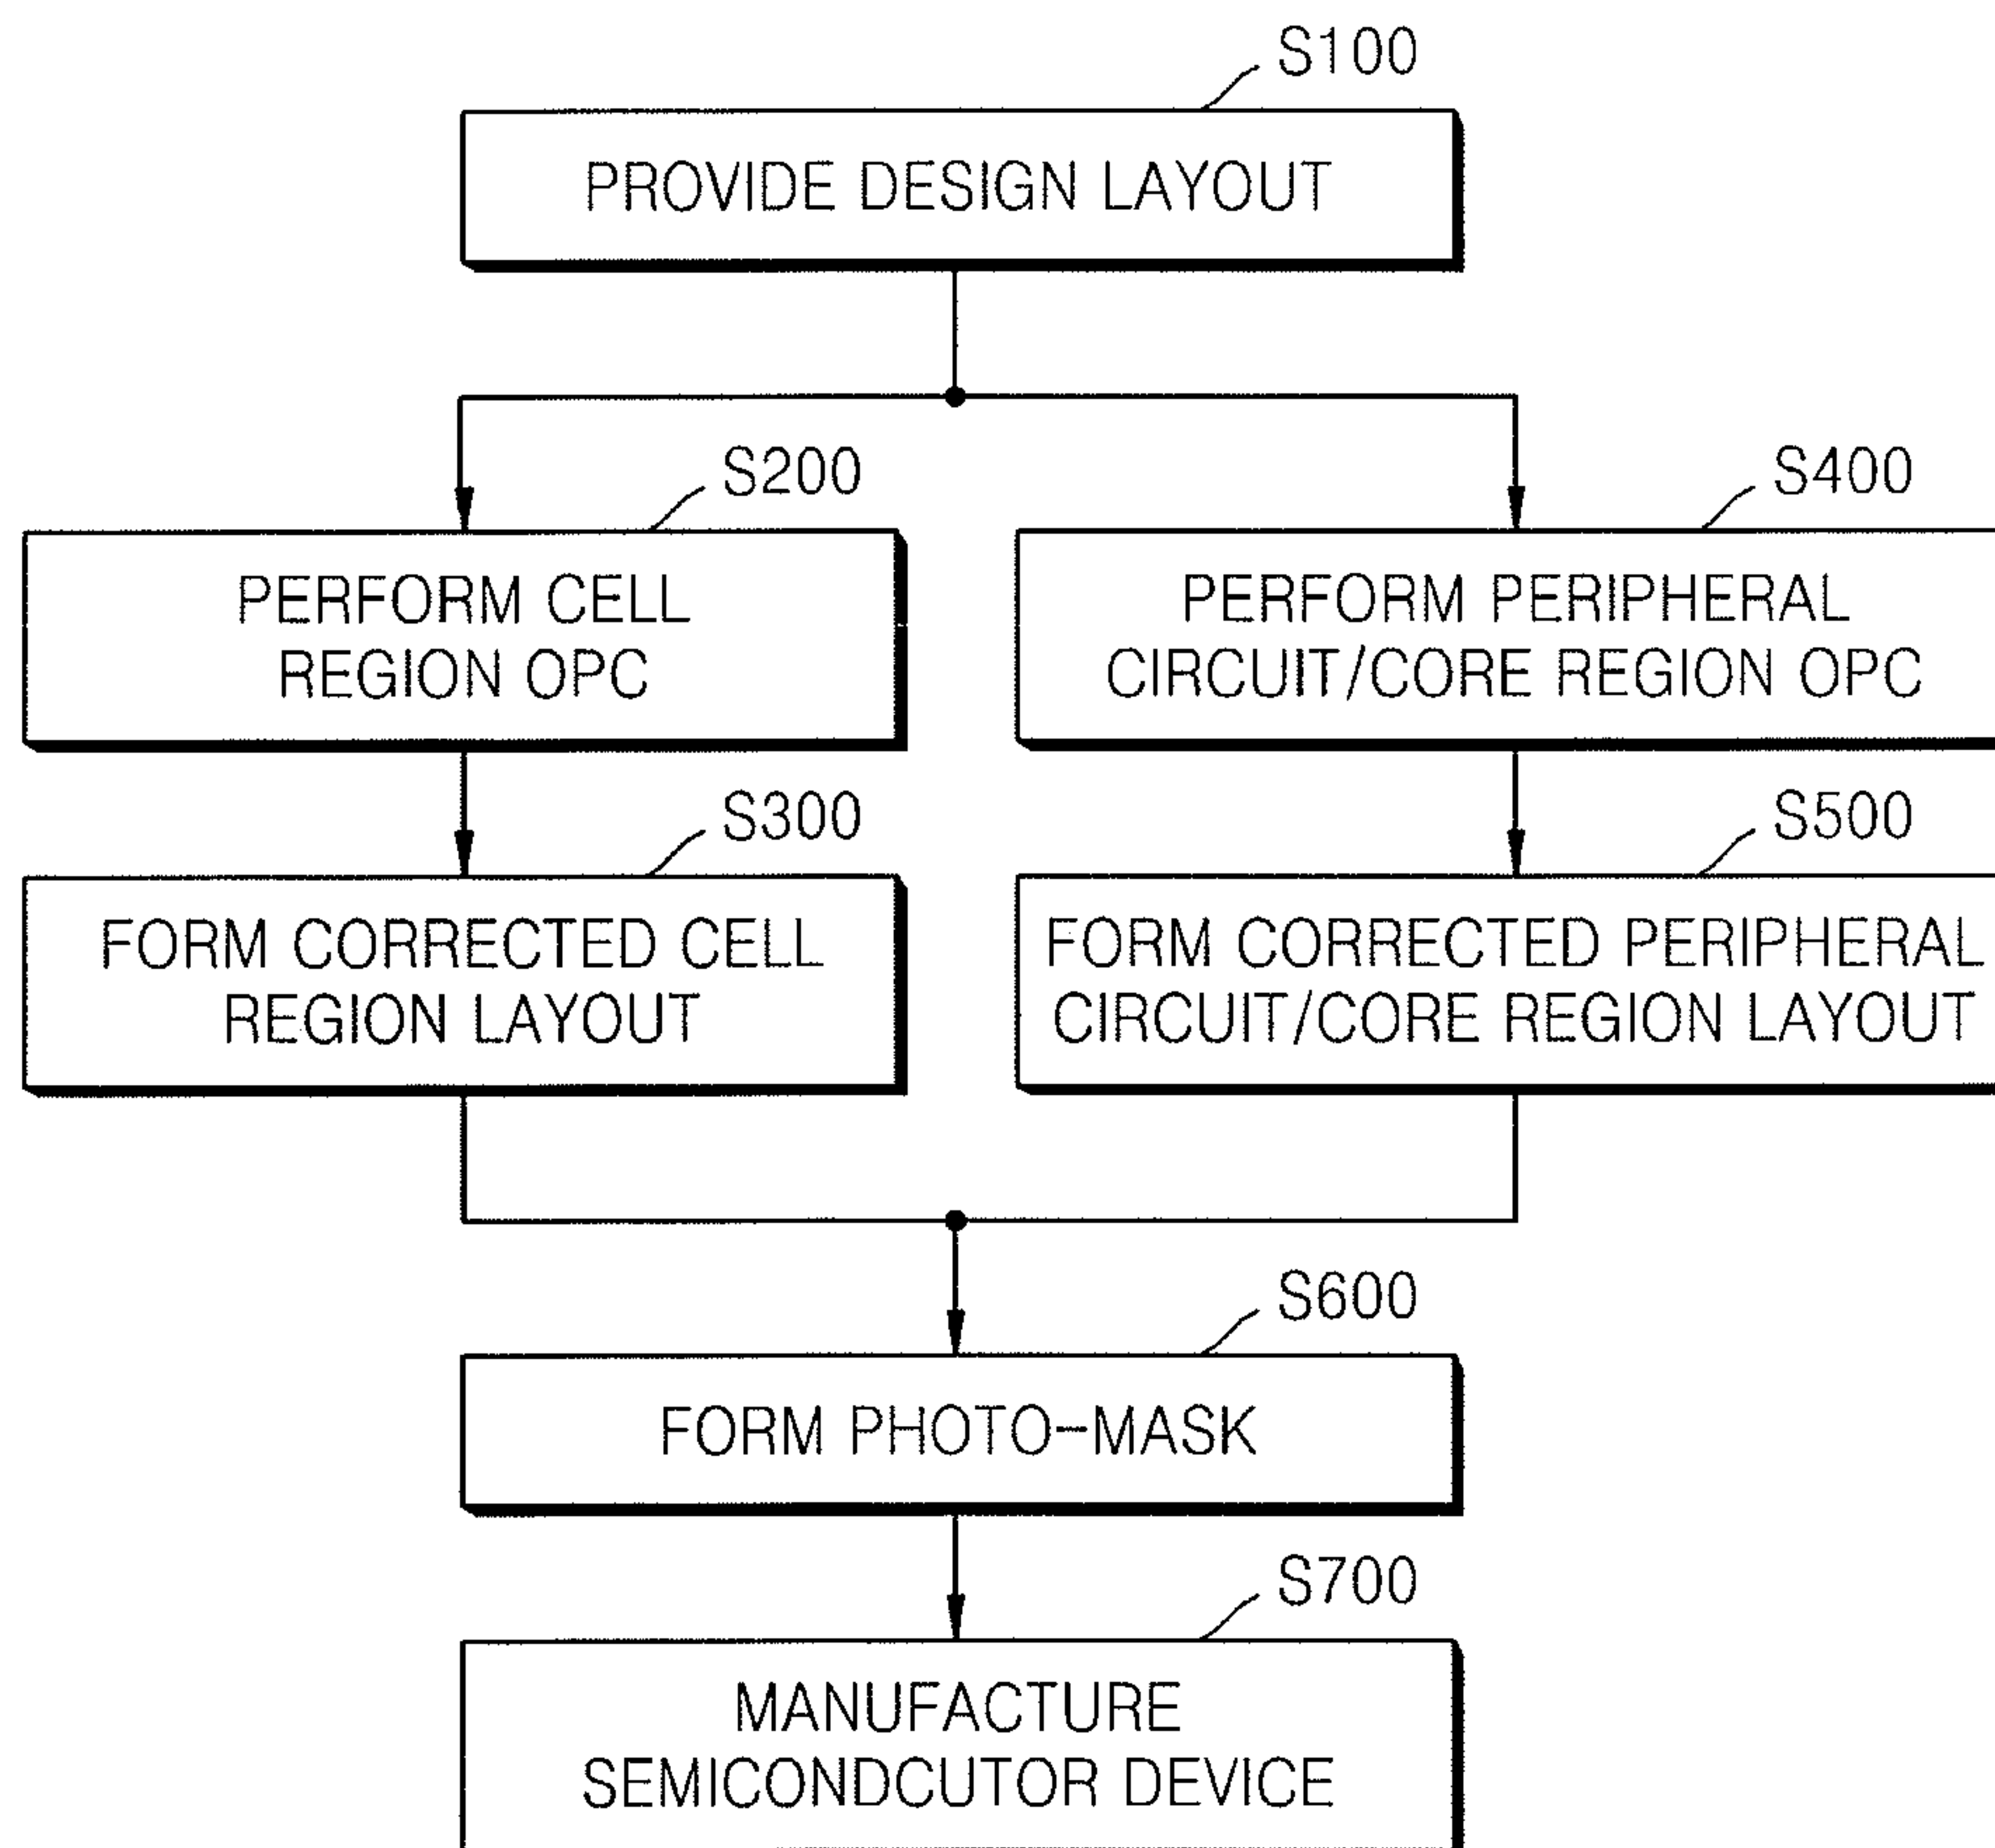 S100
PROVIDE DESIGN LAYOUT
S200
PERFORM CELL
REGION OPC
S400
PERFORM PERIPHERAL
CIRCUIT/CORE REGION OPC
S300
FORM CORRECTED CELL
REGION LAYOUT
S500
FORM CORRECTED PERIPHERAL
CIRCUIT/CORE REGION LAYOUT
S600
FORM PHOTO-MASK
S700
MANUFACTURE
SEMICONDCUTOR DEVICE